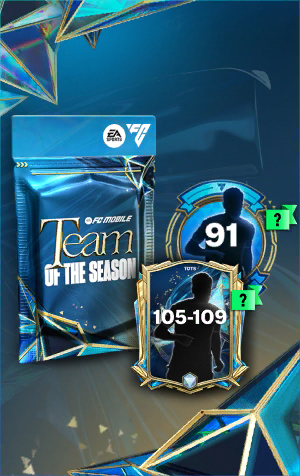 EA
SPORTS
FC
FC MOBILE
Team
OF THE SEASON
91
?
TOTS
105-109
?